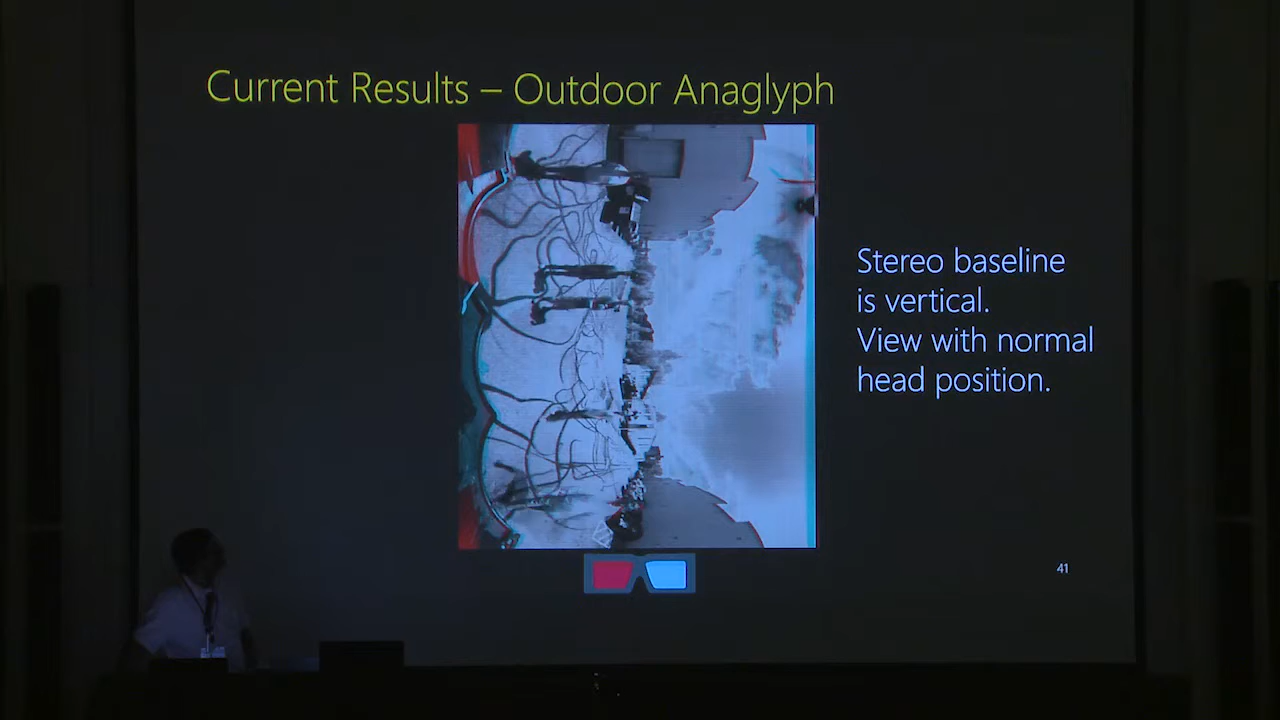 Current Results – Outdoor Anaglyph
Stereo baseline
is vertical.
View with normal
head position.
41